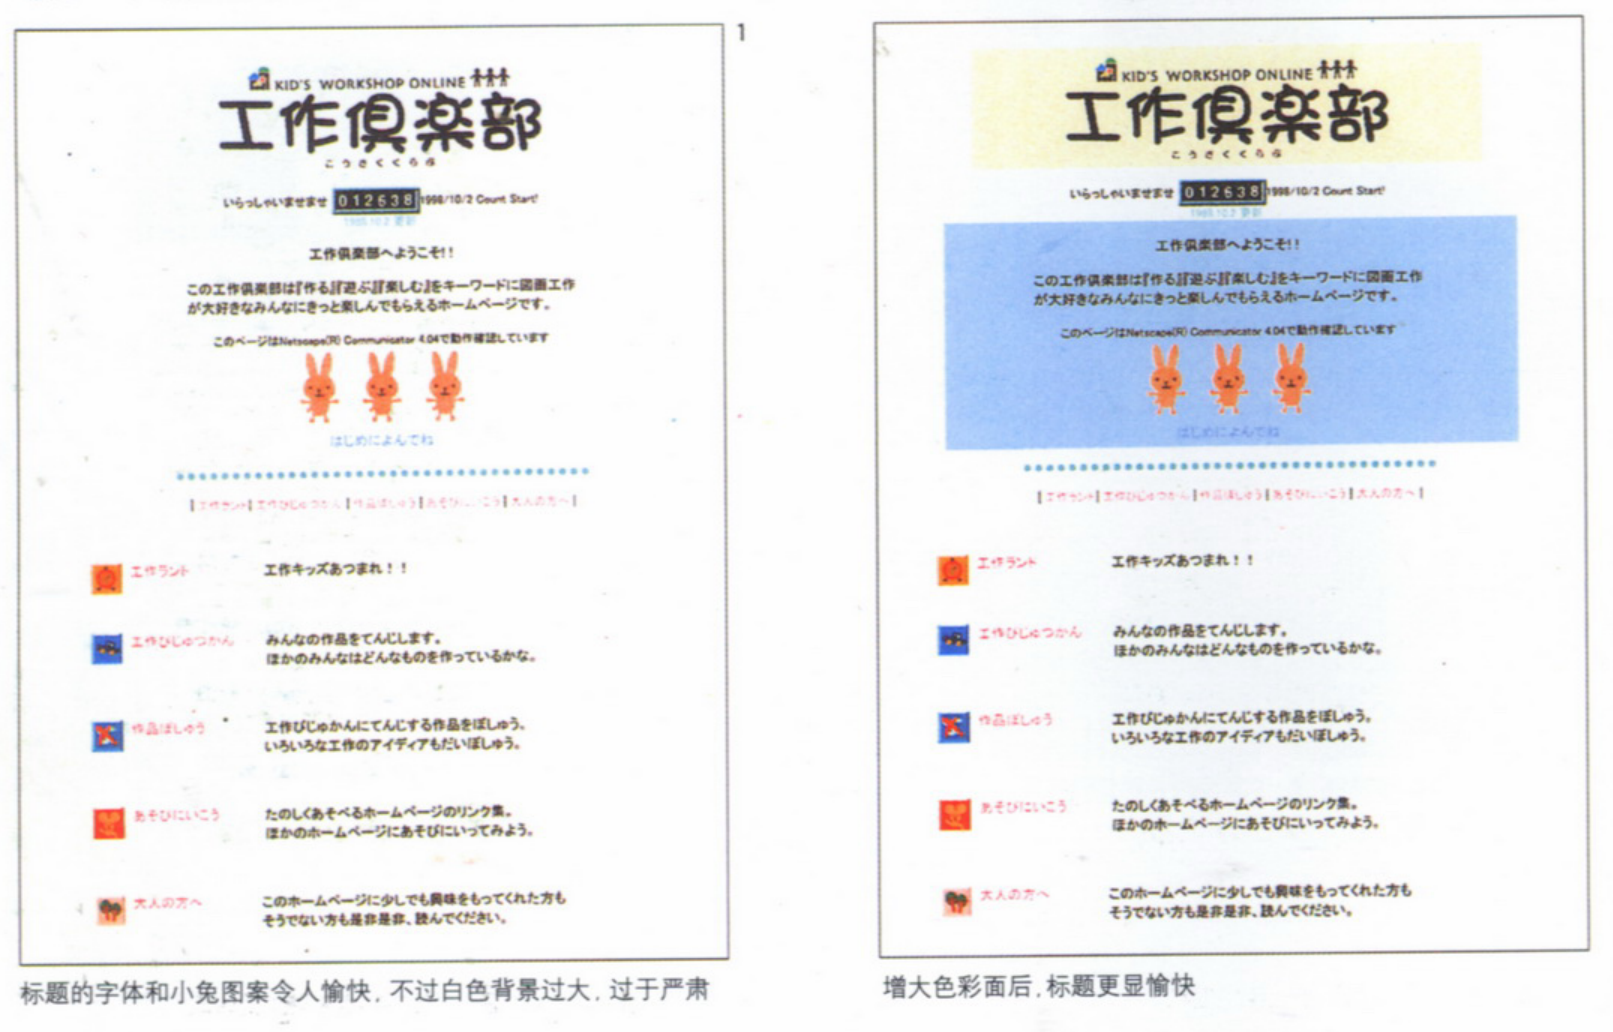 1
KID'S WORKSHOP ONLINE
工作倶楽部
こうさくくらぶ
いらっしゃいませませ 012638 1998/10/2 Count Start!
工作倶楽部へようこそ!!
この工作倶楽部は『作る』『遊ぶ』『楽しむ』をキーワードに図画工作
が大好きなみんなにきっと楽しんでもらえるホームページです。
このページはNetscape(R) Communicator 4.04で動作確認しています
はじめによんでね
|工作ランド|工作びじゅつかん|作品ぼしゅう|あそびにいこう|大人の方へ|
工作ランド 工作キッズあつまれ！！
工作びじゅつかん みんなの作品をてんじします。
ほかのみんなはどんなものを作っているかな。
作品ぼしゅう 工作びじゅかんにてんじする作品をぼしゅう。
いろいろな工作のアイディアもだいぼしゅう。
あそびにいこう たのしくあそべるホームページのリンク集。
ほかのホームページにあそびにいってみよう。
大人の方へ このホームページに少しでも興味をもってくれた方も
そうでない方も是非是非、読んでください。
标题的字体和小兔图案令人愉快，不过白色背景过大，过于严肃
KID'S WORKSHOP ONLINE
工作倶楽部
こうさくくらぶ
いらっしゃいませませ 012638 1998/10/2 Count Start!
工作倶楽部へようこそ!!
この工作倶楽部は『作る』『遊ぶ』『楽しむ』をキーワードに図画工作
が大好きなみんなにきっと楽しんでもらえるホームページです。
このページはNetscape(R) Communicator 4.04で動作確認しています
はじめによんでね
|工作ランド|工作びじゅつかん|作品ぼしゅう|あそびにいこう|大人の方へ|
工作ランド 工作キッズあつまれ！！
工作びじゅつかん みんなの作品をてんじします。
ほかのみんなはどんなものを作っているかな。
作品ぼしゅう 工作びじゅかんにてんじする作品をぼしゅう。
いろいろな工作のアイディアもだいぼしゅう。
あそびにいこう たのしくあそべるホームページのリンク集。
ほかのホームページにあそびにいってみよう。
大人の方へ このホームページに少しでも興味をもってくれた方も
そうでない方も是非是非、読んでください。
增大色彩面后，标题更显愉快